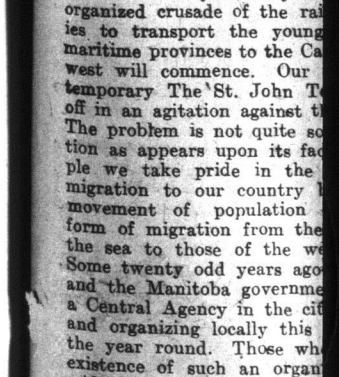 organized crusade of the rai
ies to transport the young
maritime provinces to the Ca
west will commence. Our
temporary The St. John T
off in an agitation against t
The problem is not quite so
tion as appears upon its fac
ple we take pride in the
migration to our country
movement of population
form of migration from the
the sea to those of the we
Some twenty odd years ago
and the Manitoba governme
a Central Agency in the cit
and organizing locally this
the year round. Those wh
existence of such an organ